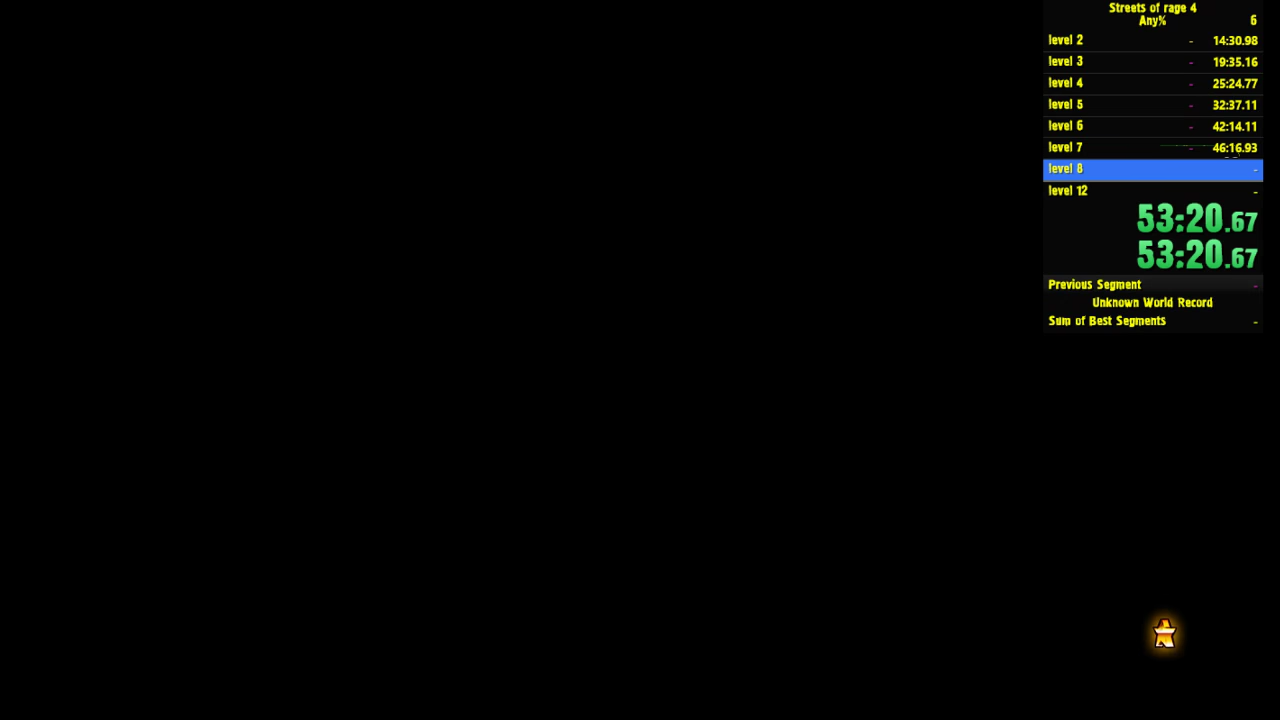 Streets of rage 4
Any% 6
level 2 - 14:30.98
level 3 - 19:35.16
level 4 - 25:24.77
level 5 - 32:37.11
level 6 - 42:14.11
level 7 - 46:16.93
level 8 -
level 12 -
53:20.67
53:20.67
Previous Segment -
Unknown World Record
Sum of Best Segments -